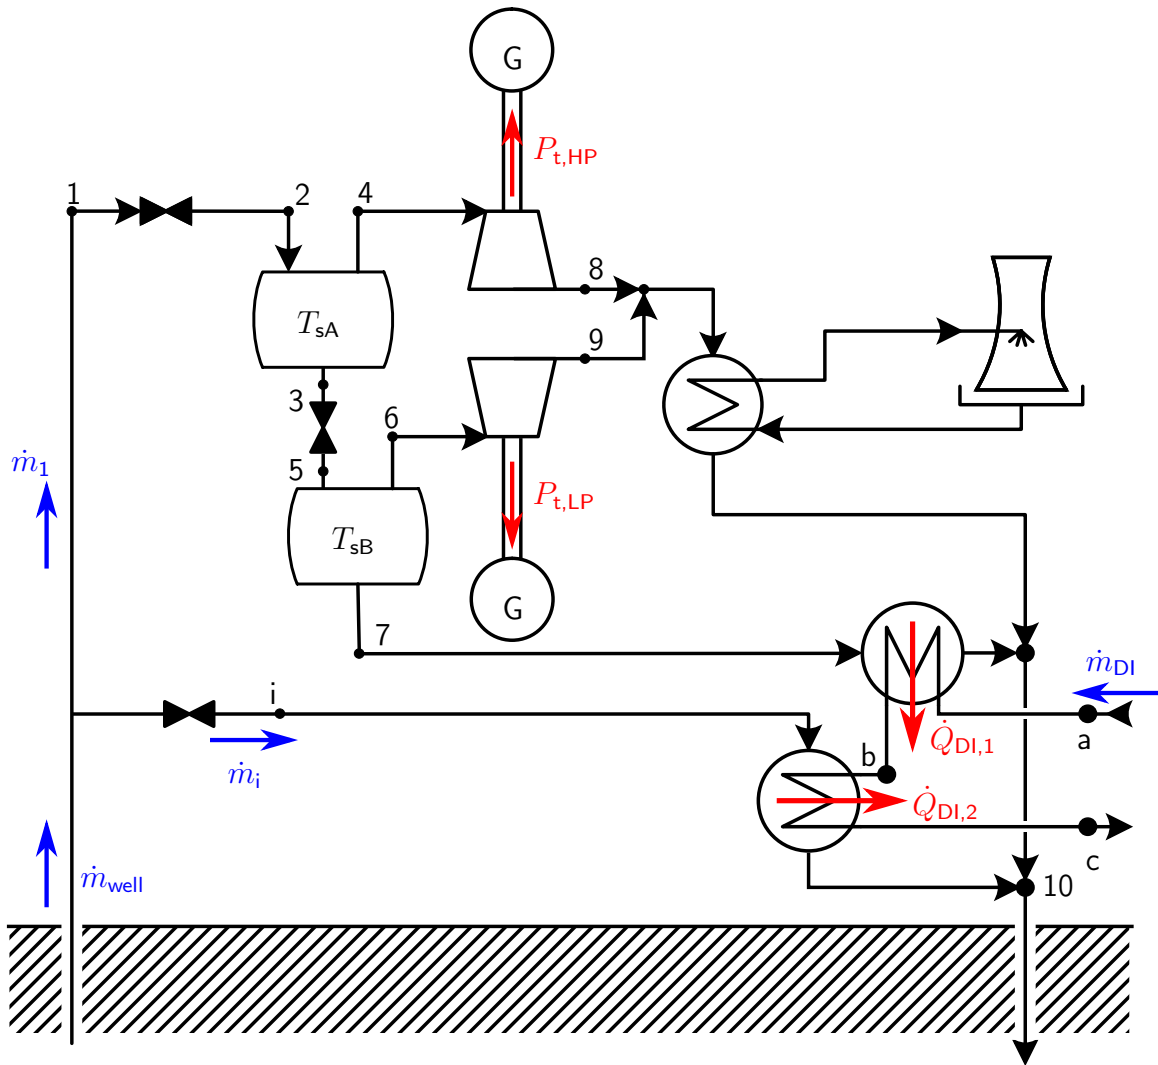 G
P_t,HP
1
2
4
8
T_sA
9
3
6
5
ṁ_1
P_t,LP
T_sB
G
7
ṁ_DI
i
a
b
Q̇_DI,1
ṁ_i
Q̇_DI,2
c
ṁ_well
10